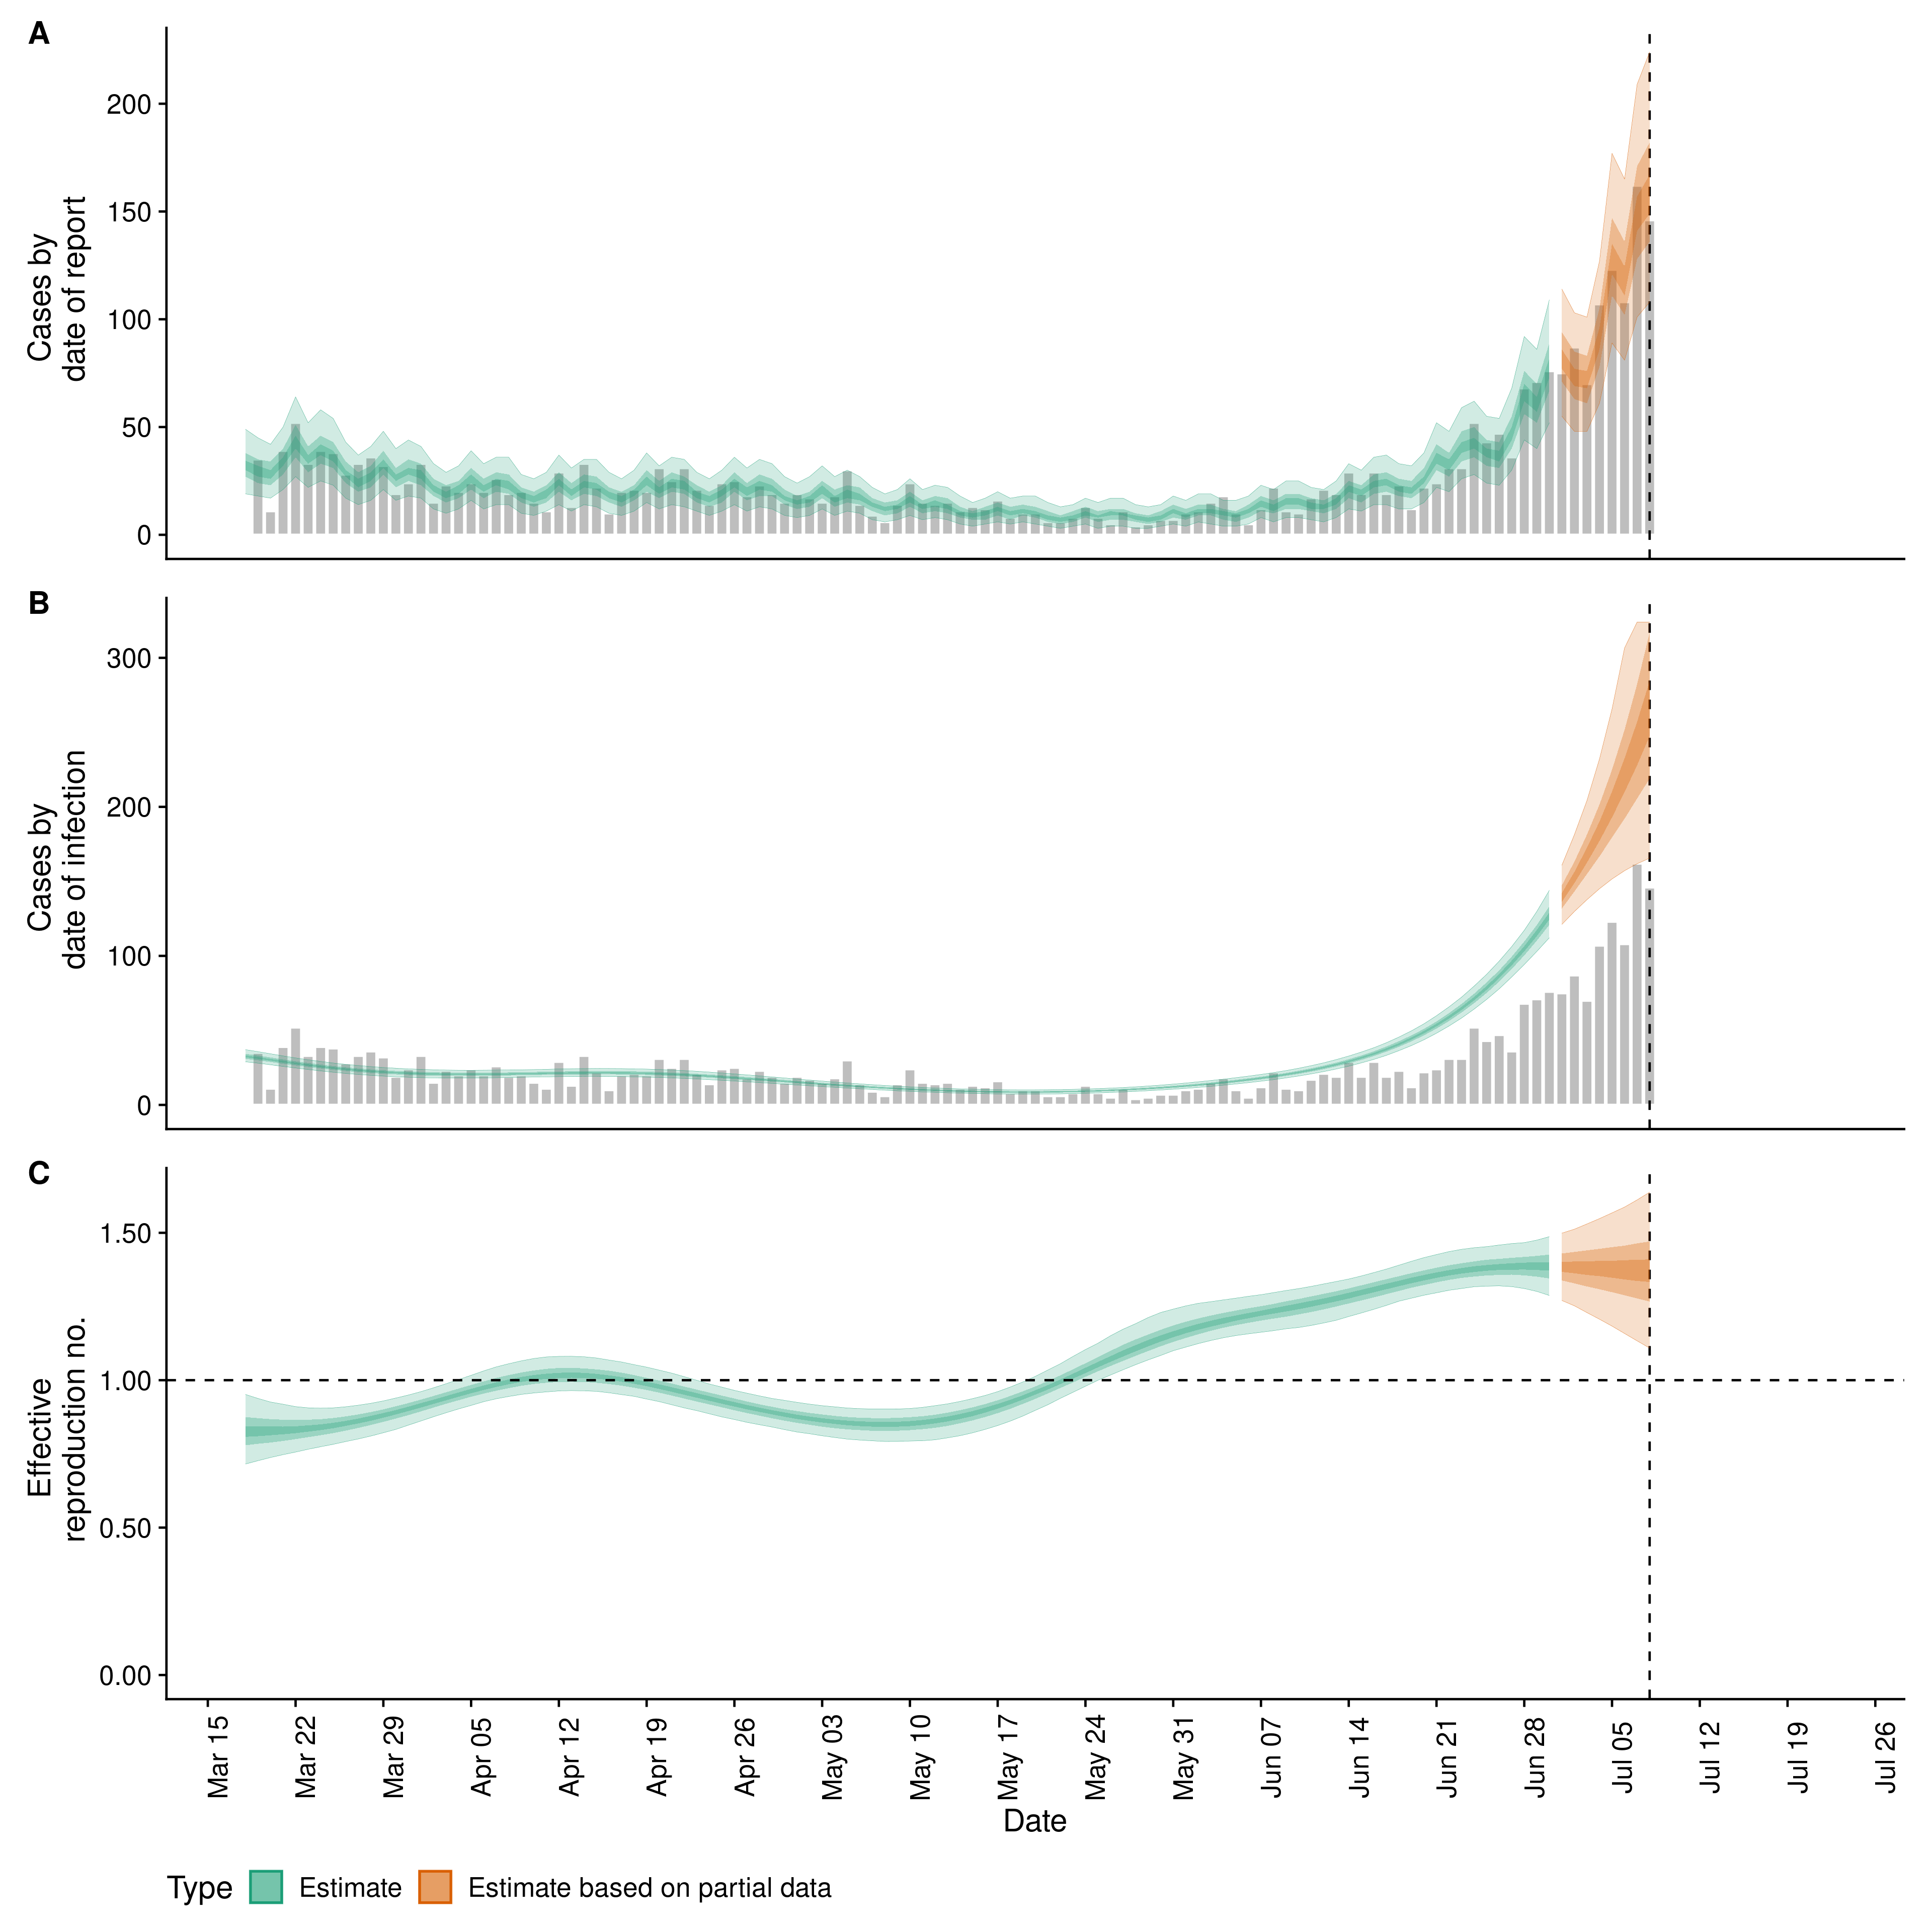 A
200
150
100
50
0
Cases by
date of report
B
300
200
100
0
Cases by
date of infection
C
1.50
1.00
0.50
0.00
Effective
reproduction no.
Mar 15
Mar 22
Mar 29
Apr 05
Apr 12
Apr 19
Apr 26
May 03
May 10
May 17
May 24
May 31
Jun 07
Jun 14
Jun 21
Jun 28
Jul 05
Jul 12
Jul 19
Jul 26
Date
Type Estimate Estimate based on partial data